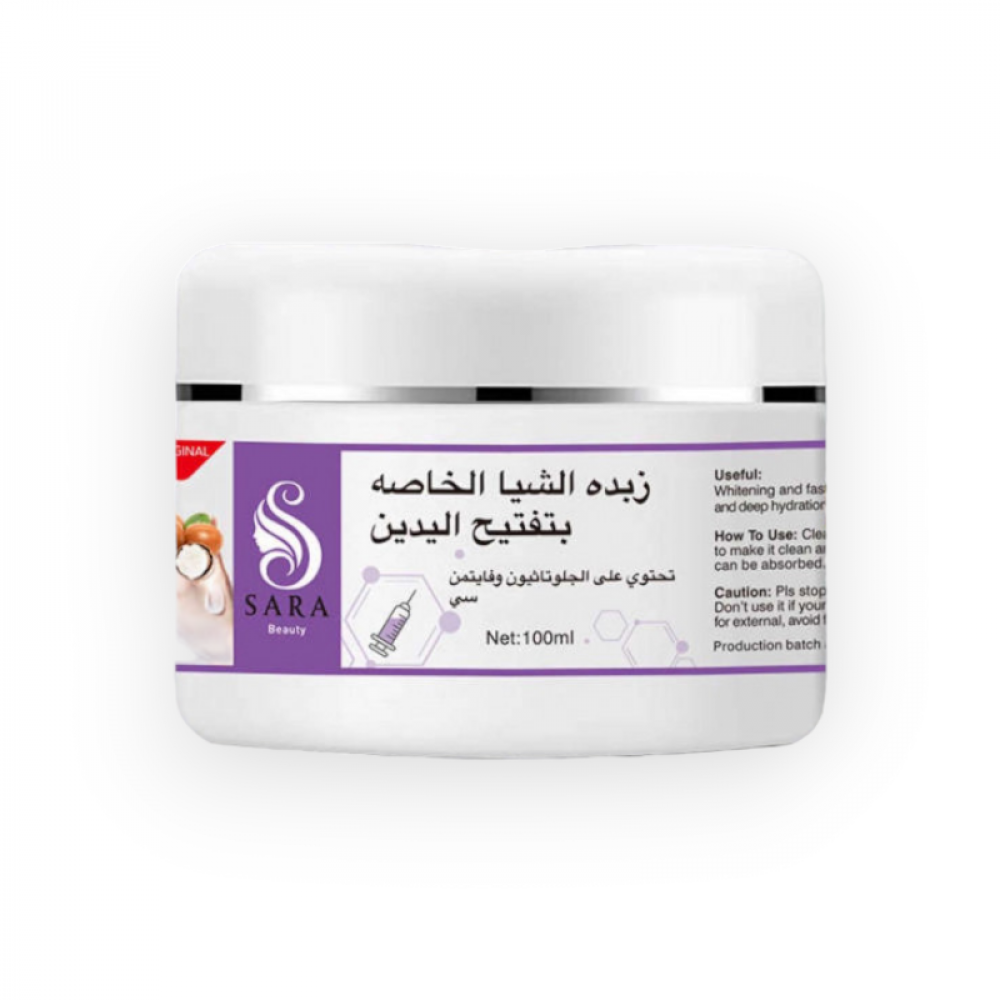 GINAL
SARA
Beauty
زبده الشيا الخاصه
بتفتيح اليدين
تحتوي على الجلوتاثيون وفايتمن
سي
Net:100ml
Useful:
Whitening and fast
and deep hydration
How To Use: Clea
to make it clean an
can be absorbed.
Caution: Pls stop
Don't use it if your
for external, avoid
Production batch